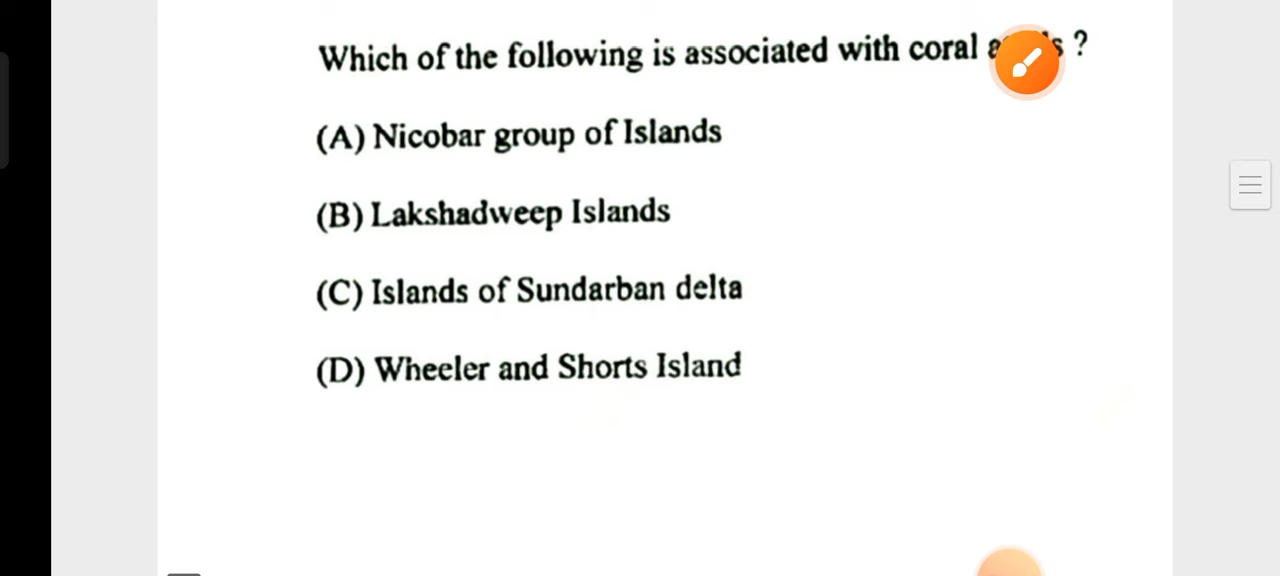 Which of the following is associated with coral ?
(A) Nicobar group of Islands
(B) Lakshadweep Islands
(C) Islands of Sundarban delta
(D) Wheeler and Shorts Island